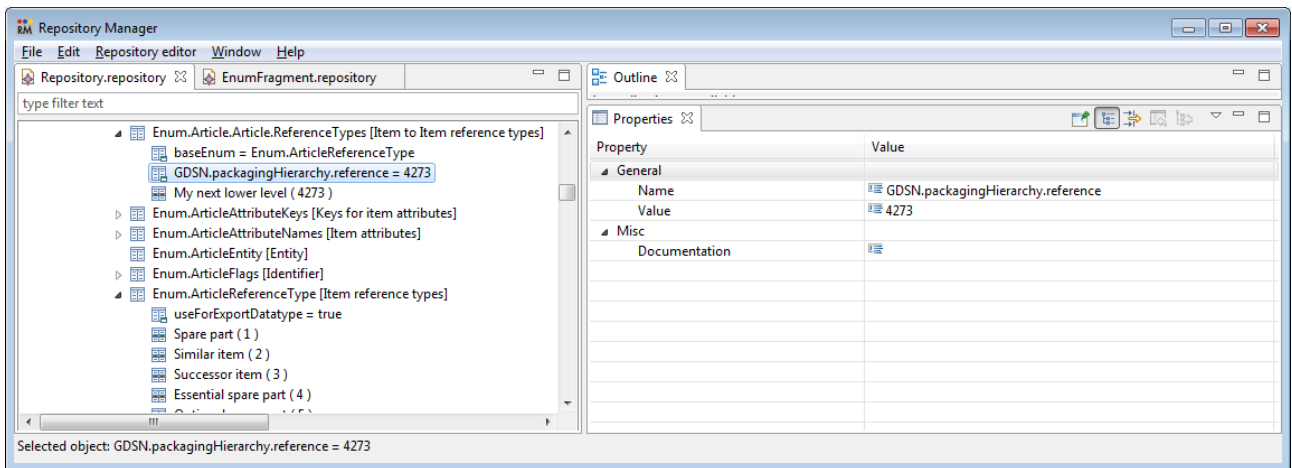 RM Repository Manager
File Edit Repository editor Window Help
Repository.repository EnumFragment.repository
type filter text
Enum.Article.Article.ReferenceTypes [Item to Item reference types]
baseEnum = Enum.ArticleReferenceType
GDSN.packagingHierarchy.reference = 4273
My next lower level ( 4273 )
Enum.ArticleAttributeKeys [Keys for item attributes]
Enum.ArticleAttributeNames [Item attributes]
Enum.ArticleEntity [Entity]
Enum.ArticleFlags [Identifier]
Enum.ArticleReferenceType [Item reference types]
useForExportDatatype = true
Spare part ( 1 )
Similar item ( 2 )
Successor item ( 3 )
Essential spare part ( 4 )
Outline
Properties
Property Value
General
Name GDSN.packagingHierarchy.reference
Value 4273
Misc
Documentation
Selected object: GDSN.packagingHierarchy.reference = 4273